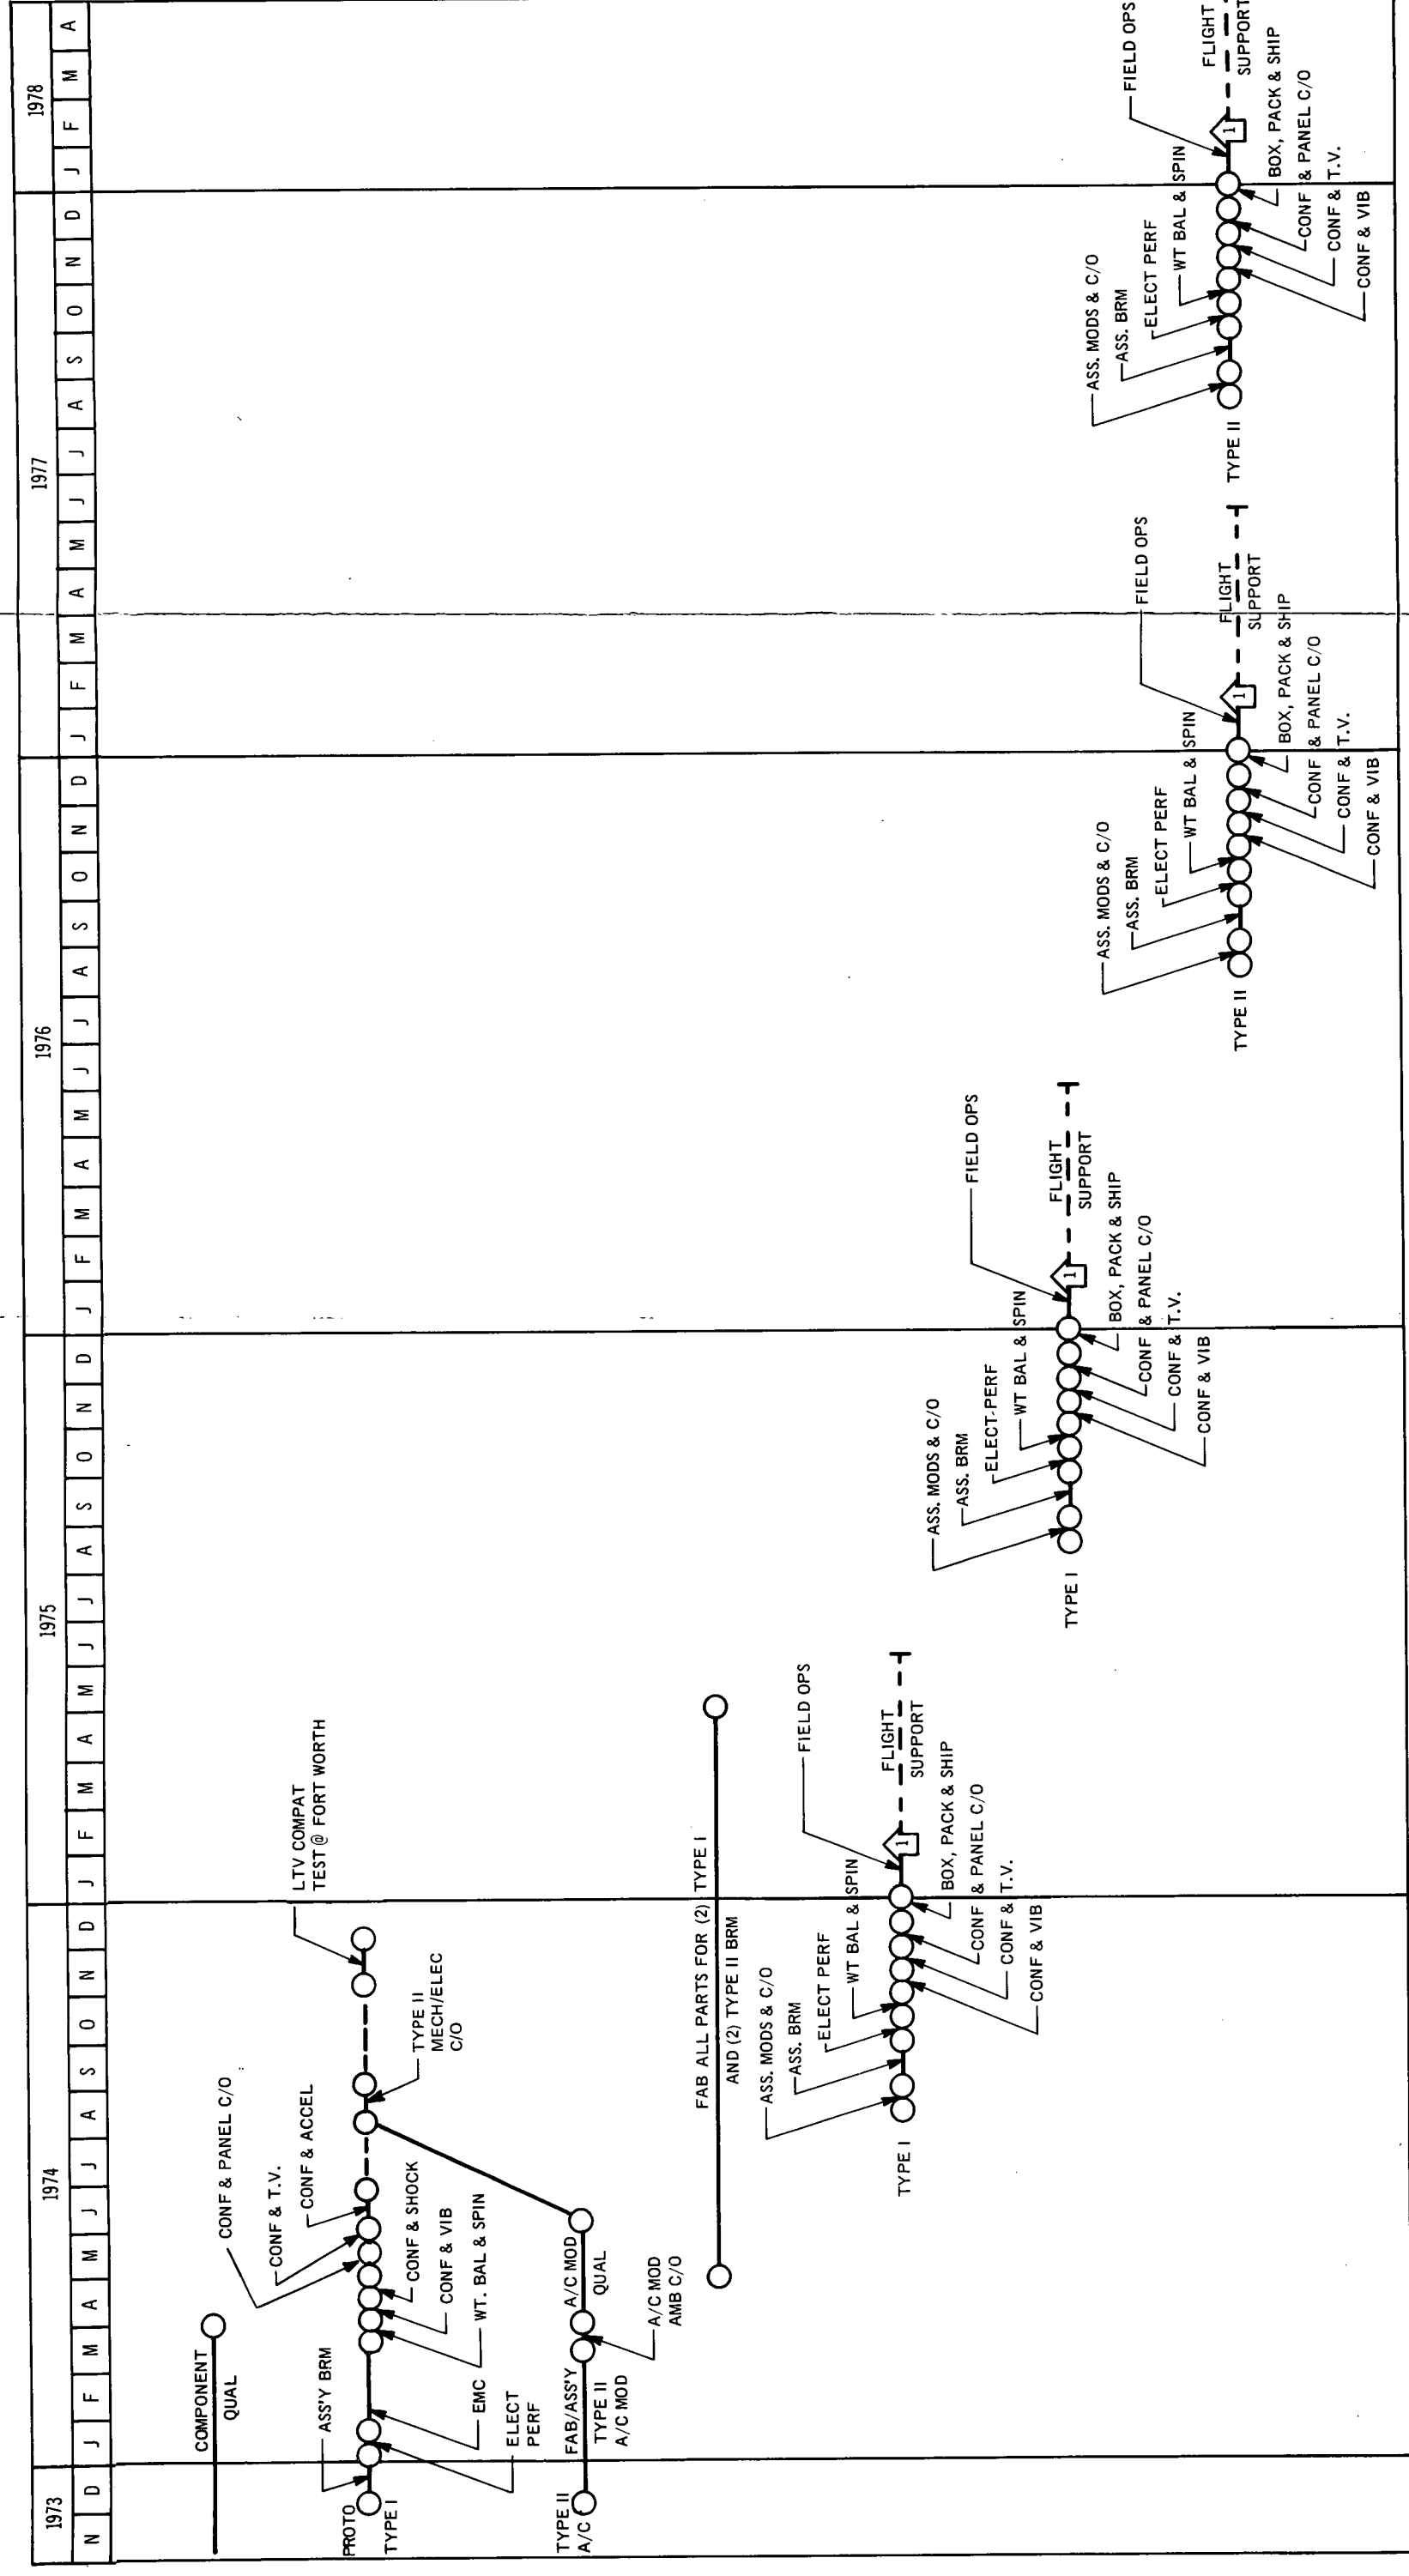 1973
1974
1975
1976
1977
1978
N D J F M A M J J A S O N D J F M A M J J A S O N D J F M A M J J A S O N D J F M A M J J A S O N D J F M A
COMPONENT
QUAL
CONF & PANEL C/O
CONF & T.V.
CONF & ACCEL
LTV COMPAT
TEST @ FORT WORTH
ASS'Y BRM
PROTO
TYPE I
CONF & SHOCK
CONF & VIB
WT. BAL & SPIN
EMC
ELECT
PERF
TYPE II
MECH/ELEC
C/O
TYPE II
A/C
FAB/ASS'Y
TYPE II
A/C MOD
A/C MOD
QUAL
A/C MOD
AMB C/O
FAB ALL PARTS FOR (2) TYPE I
AND (2) TYPE II BRM
TYPE I
ASS. MODS & C/O
ASS. BRM
ELECT PERF
WT BAL & SPIN
FIELD OPS
1
FLIGHT
SUPPORT
BOX, PACK & SHIP
CONF & PANEL C/O
CONF & T.V.
CONF & VIB
TYPE I
ASS. MODS & C/O
ASS. BRM
ELECT-PERF
WT BAL & SPIN
FIELD OPS
1
FLIGHT
SUPPORT
BOX, PACK & SHIP
CONF & PANEL C/O
CONF & T.V.
CONF & VIB
TYPE II
ASS. MODS & C/O
ASS. BRM
ELECT PERF
WT BAL & SPIN
FIELD OPS
1
FLIGHT
SUPPORT
BOX, PACK & SHIP
CONF & PANEL C/O
CONF & T.V.
CONF & VIB
TYPE II
ASS. MODS & C/O
ASS. BRM
ELECT PERF
WT BAL & SPIN
FIELD OPS
1
FLIGHT
SUPPORT
BOX, PACK & SHIP
CONF & PANEL C/O
CONF & T.V.
CONF & VIB